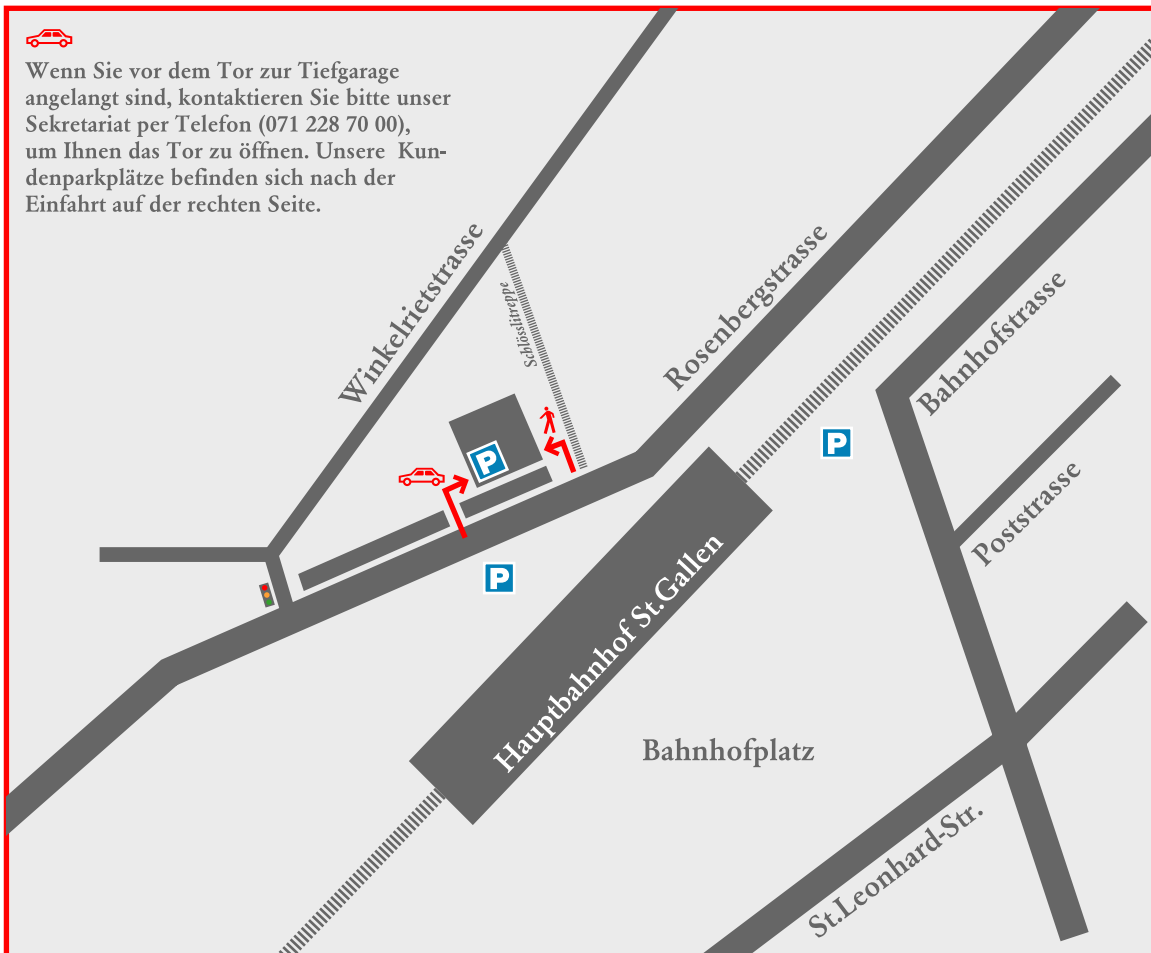 Wenn Sie vor dem Tor zur Tiefgarage
angelangt sind, kontaktieren Sie bitte unser
Sekretariat per Telefon (071 228 70 00),
um Ihnen das Tor zu öffnen. Unsere Kun-
denparkplätze befinden sich nach der
Einfahrt auf der rechten Seite.
Winkelrietstrasse
Schlösslitreppe
Rosenbergstrasse
Bahnhofstrasse
P
P
Poststrasse
P
Hauptbahnhof St.Gallen
Bahnhofplatz
St.Leonhard-Str.